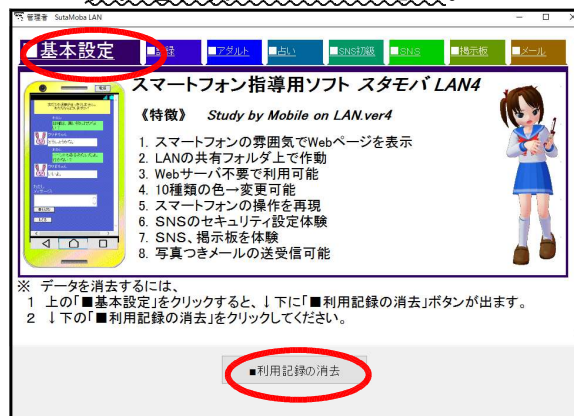 管理者 SutaMoba LAN
■基本設定
■登録
■アダルト
■占い
■SNS初級
■SNS
■掲示板
■メール
スマートフォン指導用ソフト スタモバ LAN4
《特徴》 Study by Mobile on LAN.ver4
1. スマートフォンの雰囲気でWebページを表示
2. LANの共有フォルダ上で作動
3. Webサーバ不要で利用可能
4. 10種類の色→変更可能
5. スマートフォンの操作を再現
6. SNSのセキュリティ設定体験
7. SNS、掲示板を体験
8. 写真つきメールの送受信可能
※ データを消去するには、
1 上の「■基本設定」をクリックすると、↓下に「■利用記録の消去」ボタンが出ます。
2 ↓下の「■利用記録の消去」をクリックしてください。
■利用記録の消去